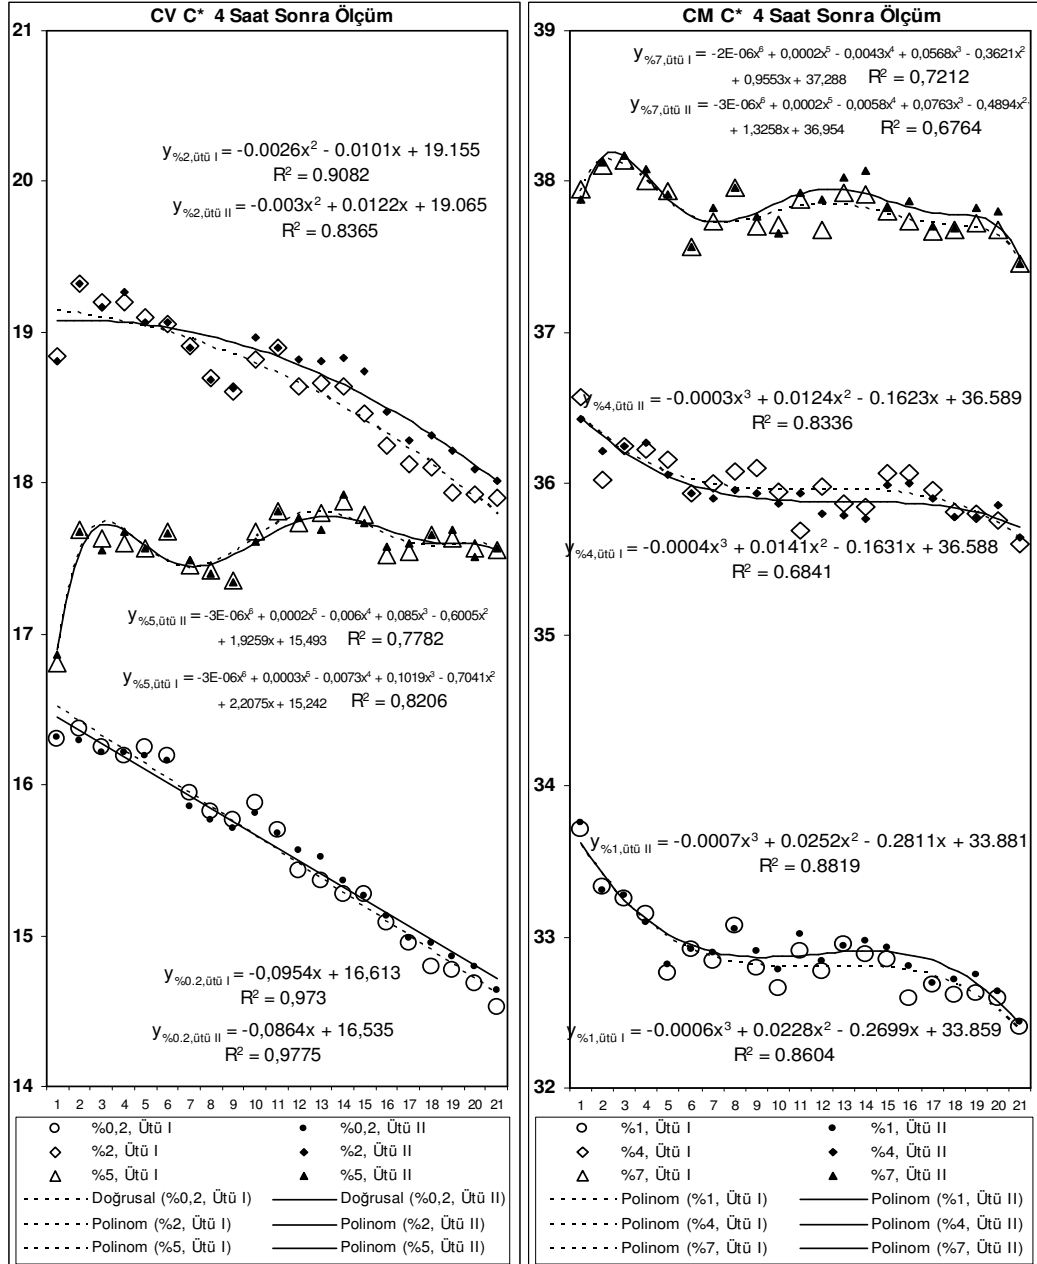 CV C* 4 Saat Sonra Ölçüm
21
20
19
18
17
16
15
14
y%2,ütü I = -0.0026x² - 0.0101x + 19.155
R² = 0.9082
y%2,ütü II = -0.003x² + 0.0122x + 19.065
R² = 0.8365
y%5,ütü II = -3E-06x⁶ + 0,0002x⁵ - 0,006x⁴ + 0,085x³ - 0,6005x²
+ 1,9259x + 15,493 R² = 0,7782
y%5,ütü I = -3E-06x⁶ + 0,0003x⁵ - 0,0073x⁴ + 0,1019x³ - 0,7041x²
+ 2,2075x + 15,242 R² = 0,8206
y%0.2,ütü I = -0,0954x + 16,613
R² = 0,973
y%0.2,ütü II = -0,0864x + 16,535
R² = 0,9775
1 2 3 4 5 6 7 8 9 10 11 12 13 14 15 16 17 18 19 20 21
%0,2, Ütü I %0,2, Ütü II
%2, Ütü I %2, Ütü II
%5, Ütü I %5, Ütü II
Doğrusal (%0,2, Ütü I) Doğrusal (%0,2, Ütü II)
Polinom (%2, Ütü I) Polinom (%2, Ütü II)
Polinom (%5, Ütü I) Polinom (%5, Ütü II)
CM C* 4 Saat Sonra Ölçüm
39
38
37
36
35
34
33
32
y%7,ütü I = -2E-06x⁶ + 0,0002x⁵ - 0,0043x⁴ + 0,0568x³ - 0,3621x²
+ 0,9553x + 37,288 R² = 0,7212
y%7,ütü II = -3E-06x⁶ + 0,0002x⁵ - 0,0058x⁴ + 0,0763x³ - 0,4894x²
+ 1,3258x + 36,954 R² = 0,6764
y%4,ütü II = -0.0003x³ + 0.0124x² - 0.1623x + 36.589
R² = 0.8336
y%4,ütü I = -0.0004x³ + 0.0141x² - 0.1631x + 36.588
R² = 0.6841
y%1,ütü II = -0.0007x³ + 0.0252x² - 0.2811x + 33.881
R² = 0.8819
y%1,ütü I = -0.0006x³ + 0.0228x² - 0.2699x + 33.859
R² = 0.8604
1 2 3 4 5 6 7 8 9 10 11 12 13 14 15 16 17 18 19 20 21
%1, Ütü I %1, Ütü II
%4, Ütü I %4, Ütü II
%7, Ütü I %7, Ütü II
Polinom (%1, Ütü I) Polinom (%1, Ütü II)
Polinom (%4, Ütü I) Polinom (%4, Ütü II)
Polinom (%7, Ütü I) Polinom (%7, Ütü II)